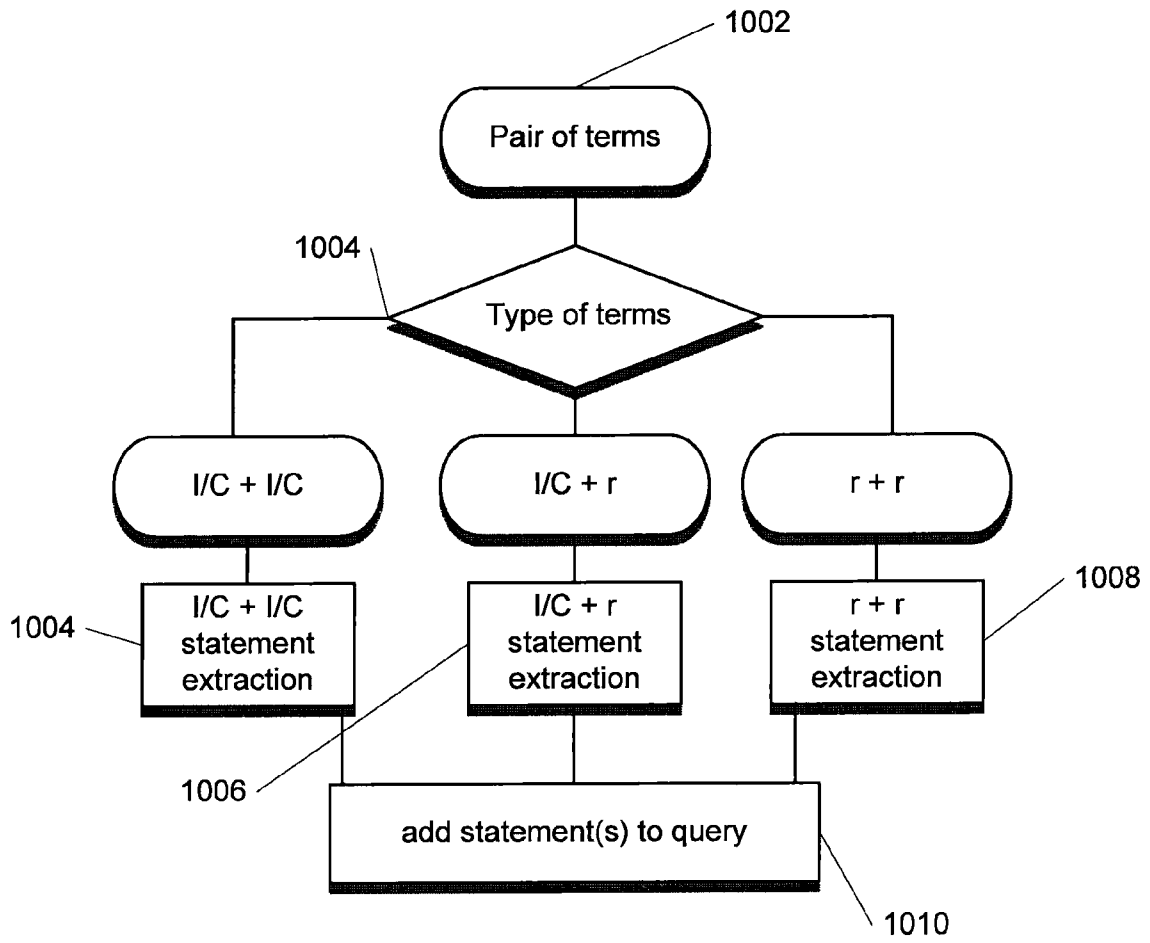 1002
Pair of terms
1004
Type of terms
I/C + I/C
I/C + r
r + r
1004
I/C + I/C
statement
extraction
I/C + r
statement
extraction
r + r
statement
extraction
1008
1006
add statement(s) to query
1010